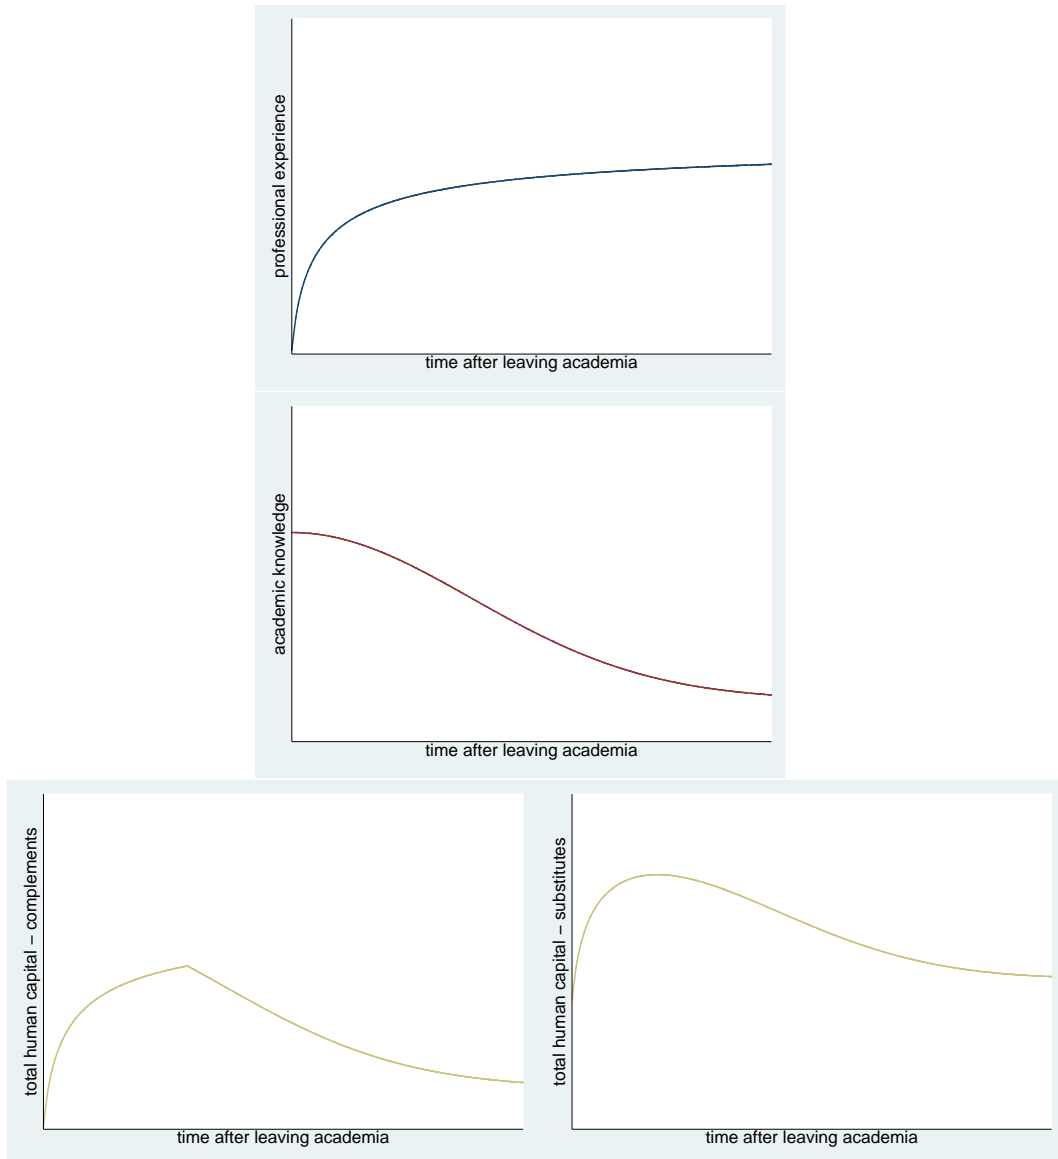 professional experience
time after leaving academia
academic knowledge
time after leaving academia
total human capital – complements
time after leaving academia
total human capital – substitutes
time after leaving academia